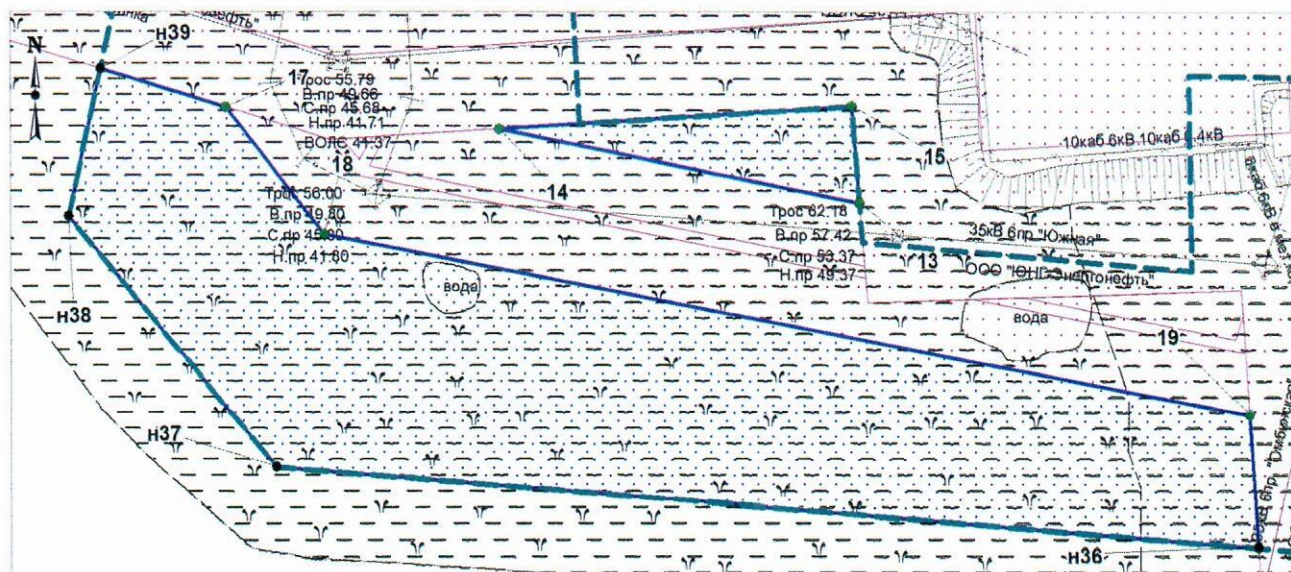 н39
N
17
Трос 55.79
В.пр 49.66
С.пр 45.68
Н.пр 41.71
ВОЛС 41.37
18
Трос 56.00
В.пр 49.80
С.пр 45.80
Н.пр 41.80
14
15
10каб 6кВ 10каб 0.4кВ
Трос 62.18
В.пр 57.42
С.пр 53.37
Н.пр 49.37
13
35кВ 6пр "Южная"
ООО "ЮНГ-Энергонефть"
вода
вода
19
н38
н37
н36